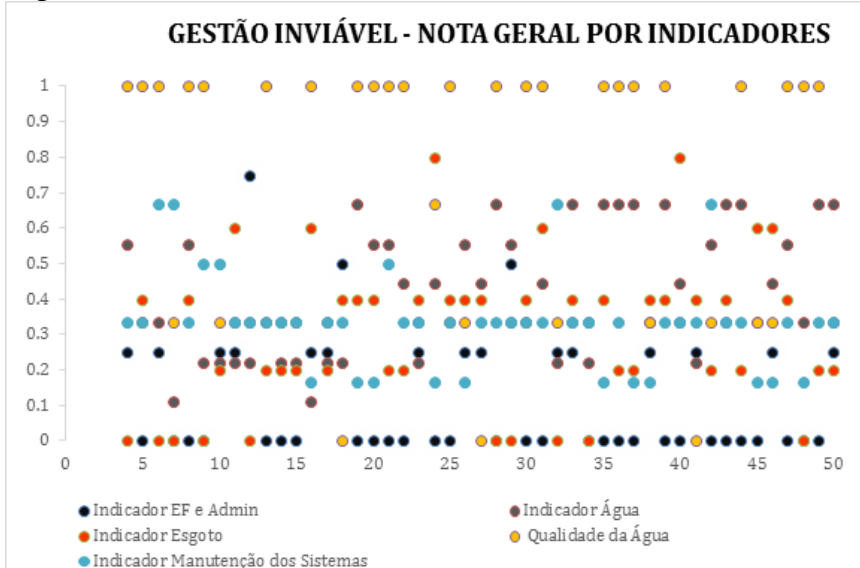 GESTÃO INVIÁVEL - NOTA GERAL POR INDICADORES
1
0.9
0.8
0.7
0.6
0.5
0.4
0.3
0.2
0.1
0
0 5 10 15 20 25 30 35 40 45 50
Indicador EF e Admin Indicador Água
Indicador Esgoto Qualidade da Água
Indicador Manutenção dos Sistemas